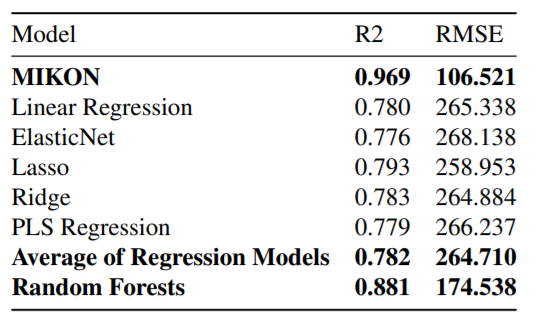 Model R2 RMSE
MIKON 0.969 106.521
Linear Regression 0.780 265.338
ElasticNet 0.776 268.138
Lasso 0.793 258.953
Ridge 0.783 264.884
PLS Regression 0.779 266.237
Average of Regression Models 0.782 264.710
Random Forests 0.881 174.538